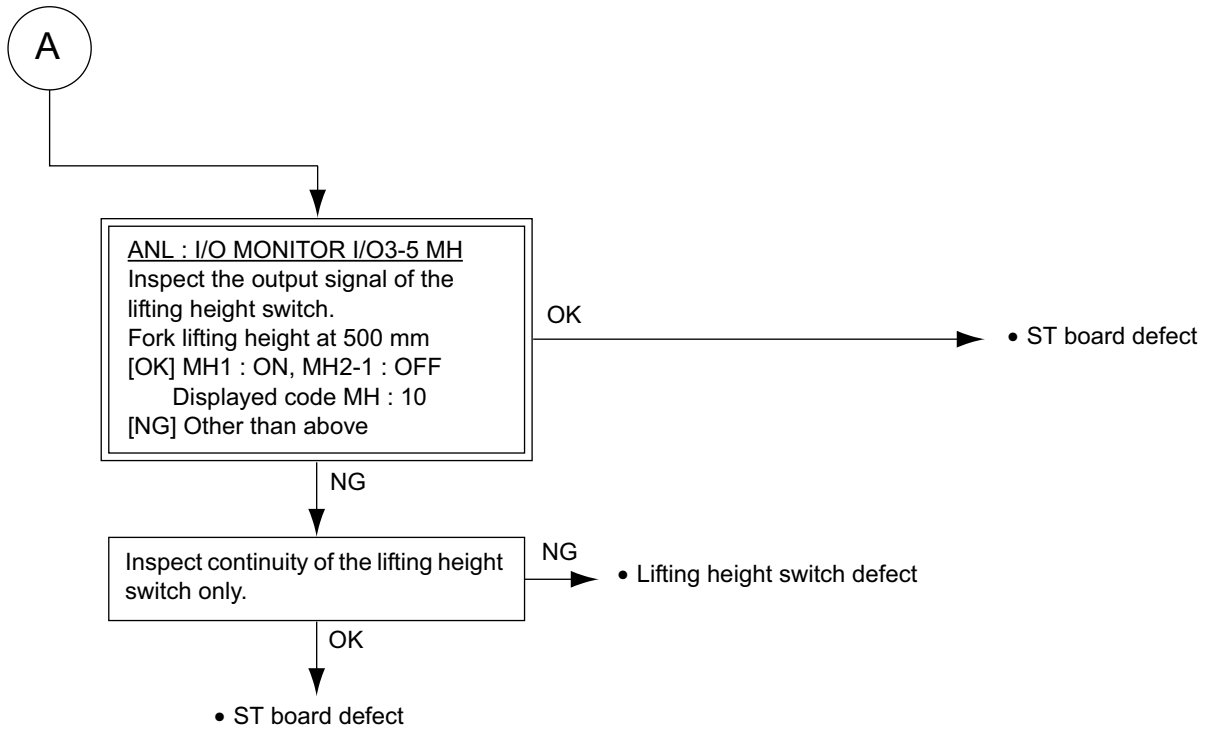 A
ANL : I/O MONITOR I/O3-5 MH
Inspect the output signal of the
lifting height switch.
Fork lifting height at 500 mm
[OK] MH1 : ON, MH2-1 : OFF
Displayed code MH : 10
[NG] Other than above
OK
• ST board defect
NG
Inspect continuity of the lifting height
switch only.
NG
• Lifting height switch defect
OK
• ST board defect